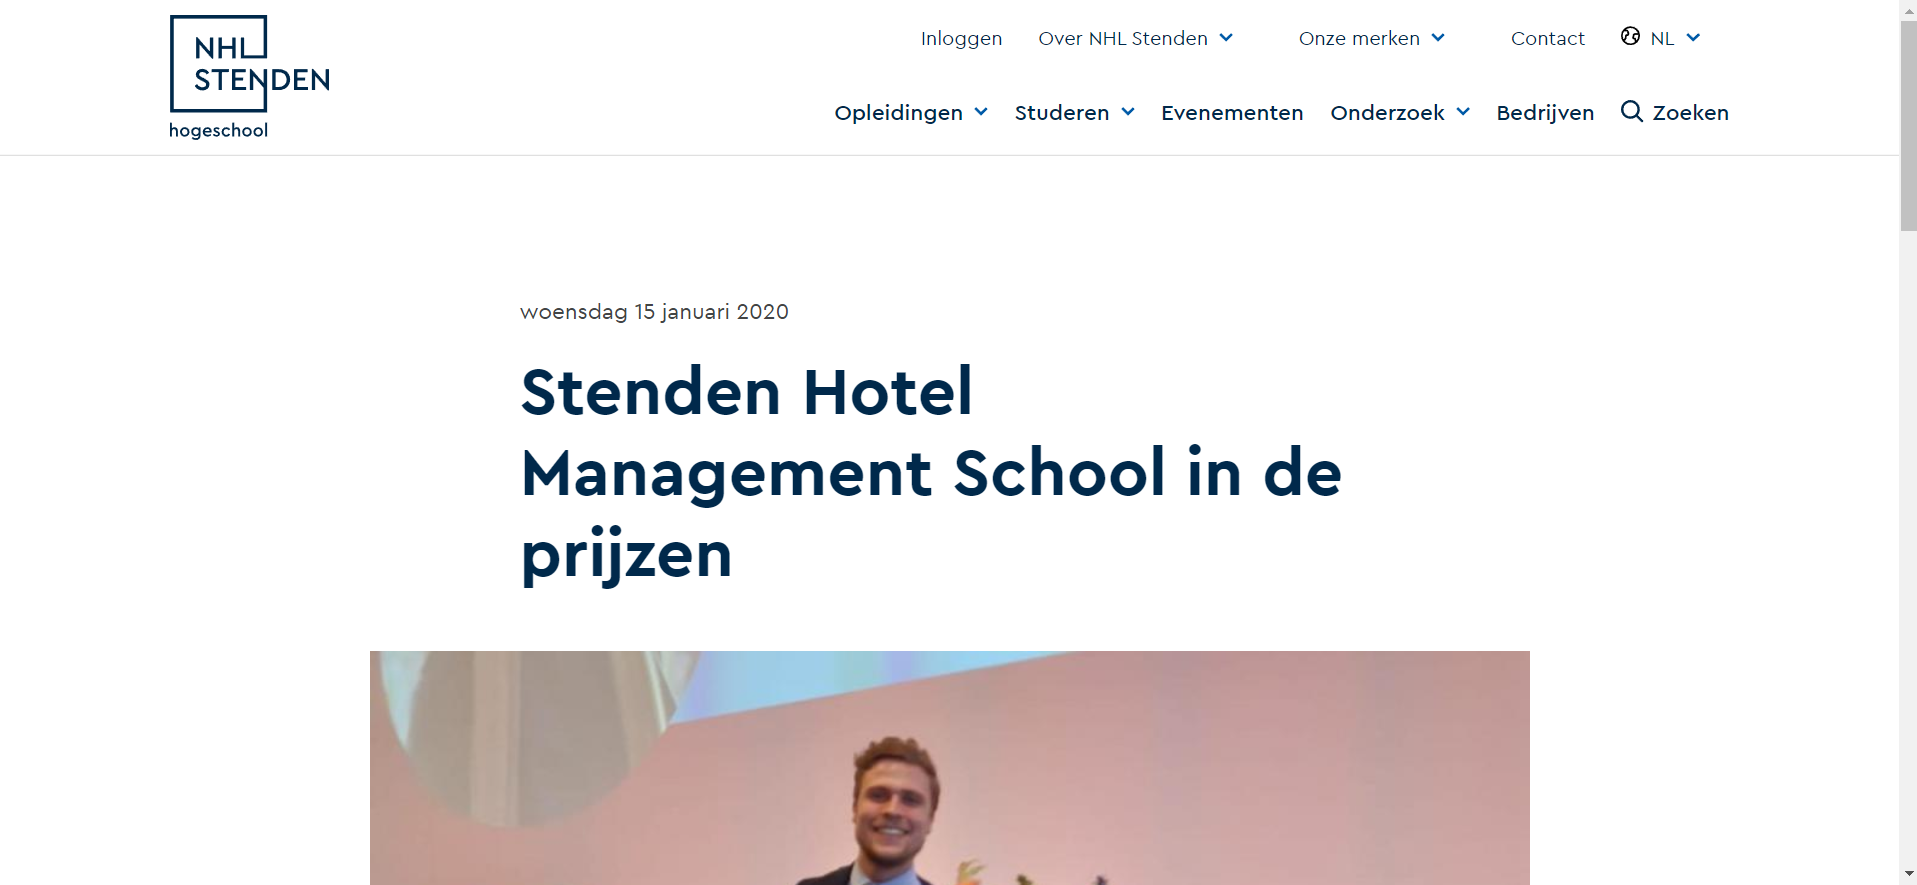 NHL
STENDEN
hogeschool
Inloggen Over NHL Stenden Onze merken Contact NL
Opleidingen Studeren Evenementen Onderzoek Bedrijven Zoeken
woensdag 15 januari 2020
Stenden Hotel
Management School in de
prijzen